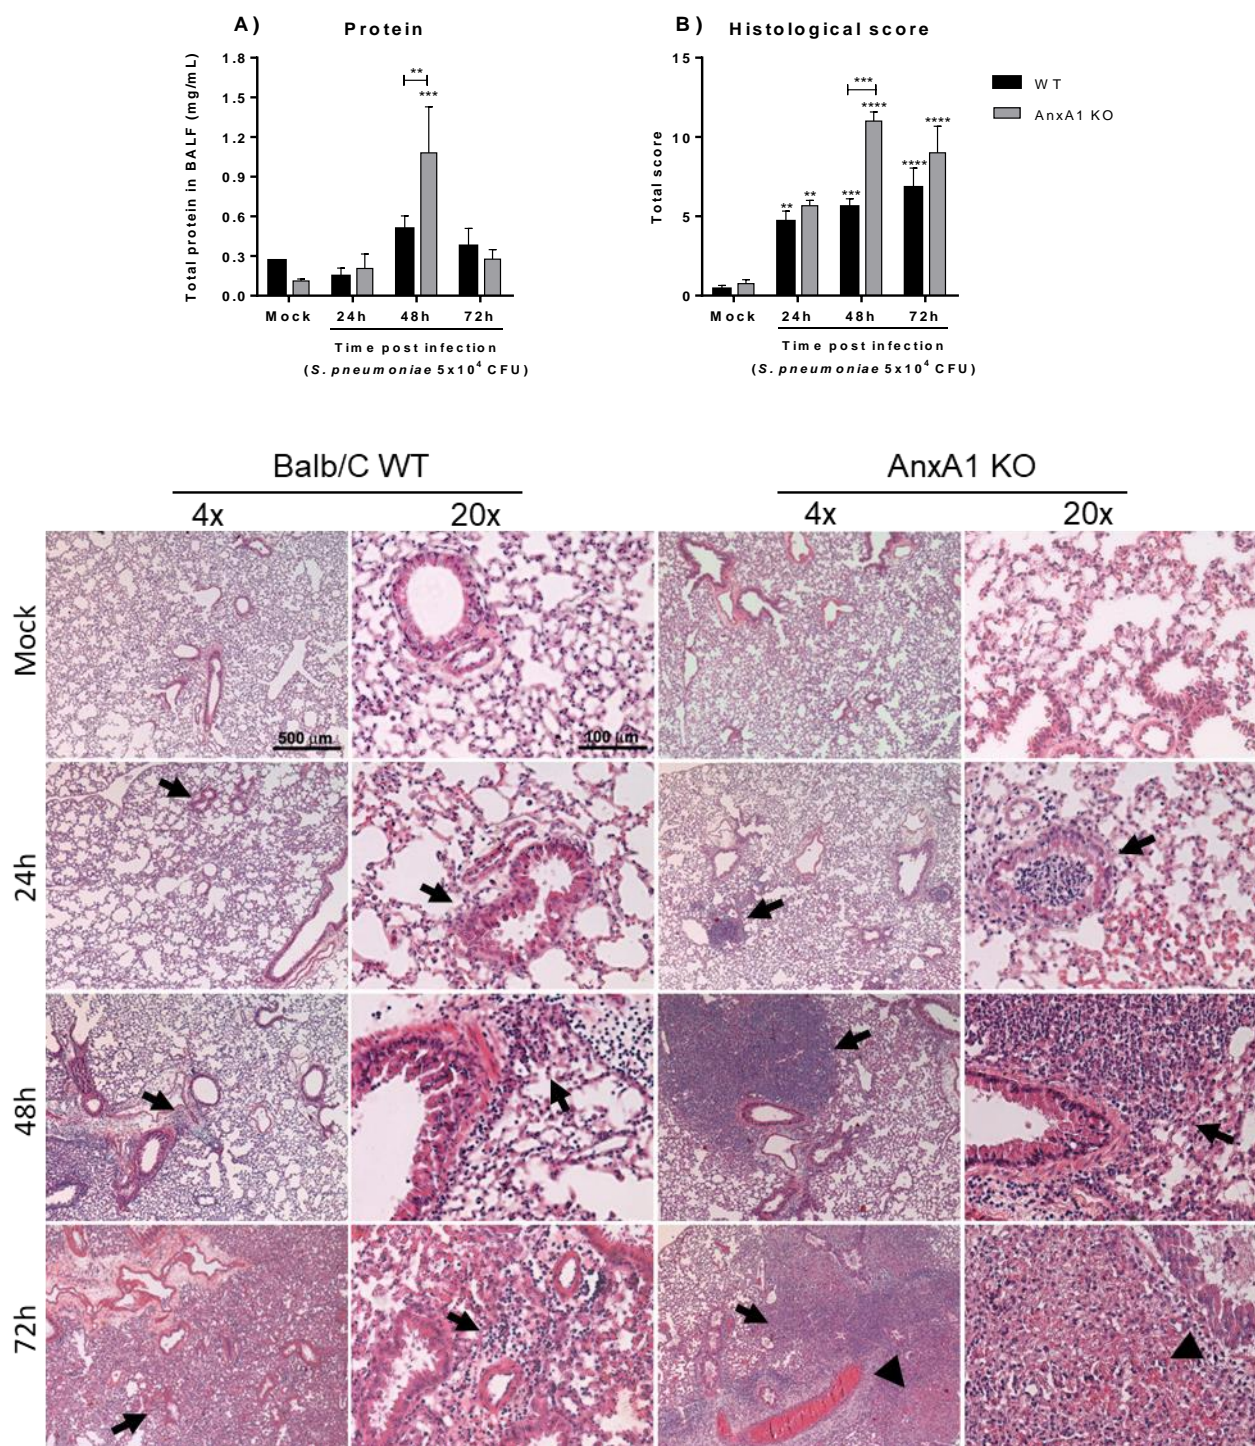 A) Protein
Total protein in BALF (mg/mL)
1.8
1.5
1.2
0.9
0.6
0.3
0.0
**
***
Mock 24h 48h 72h
Time post infection
(S. pneumoniae 5x10⁴ CFU)
B) Histological score
Total score
15
10
5
0
** ** *** *** **** **** ****
Mock 24h 48h 72h
Time post infection
(S. pneumoniae 5x10⁴ CFU)
WT
AnxA1 KO
Balb/C WT AnxA1 KO
4x 20x 4x 20x
Mock
500 µm 100 µm
24h
48h
72h